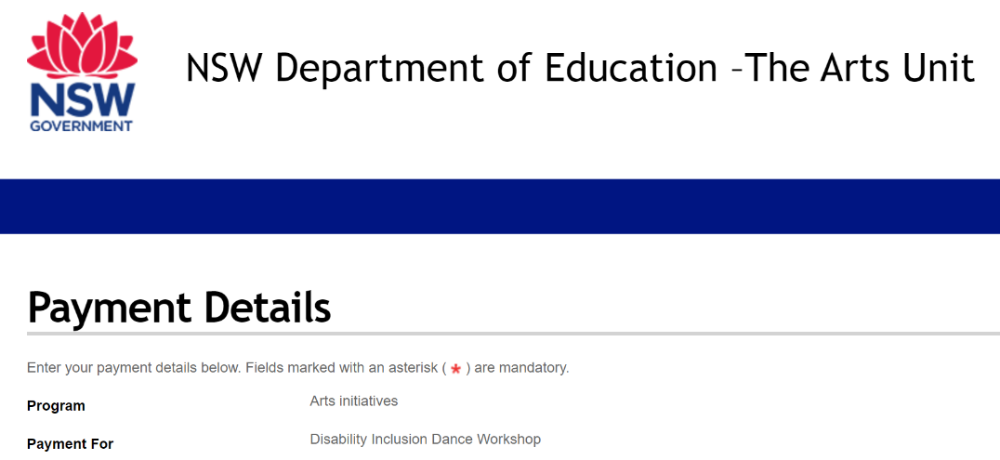 NSW
GOVERNMENT
NSW Department of Education –The Arts Unit
Payment Details
Enter your payment details below. Fields marked with an asterisk ( * ) are mandatory.
Program Arts initiatives
Payment For Disability Inclusion Dance Workshop